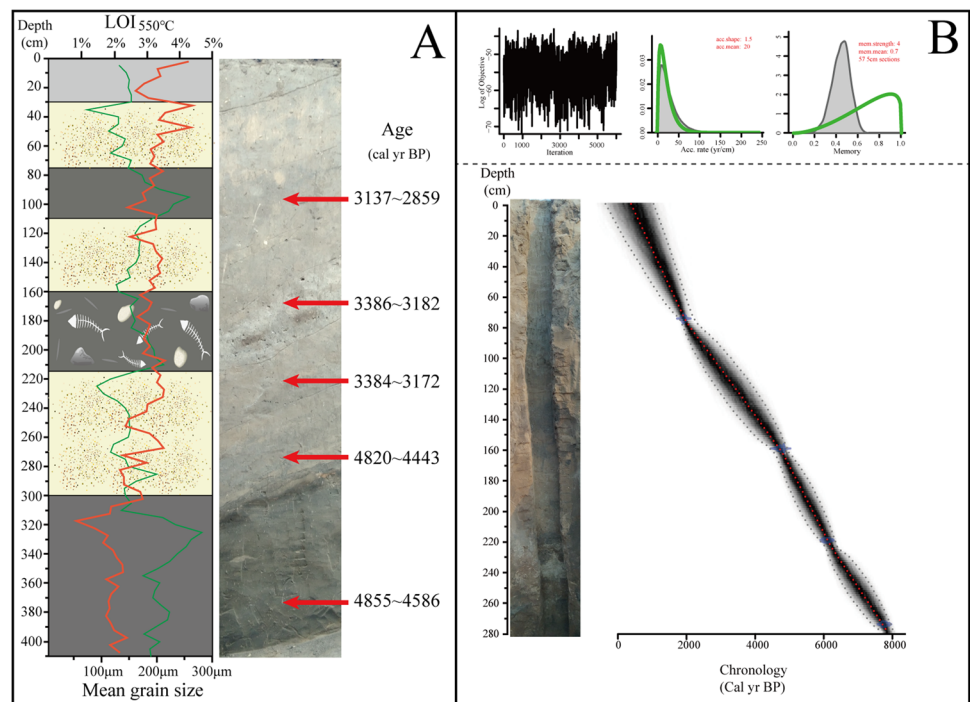 Depth
(cm)
LOI 550℃
1% 2% 3% 4% 5%
A
0
20
40
60
80
100
120
140
160
180
200
220
240
260
280
300
320
340
360
380
400
100μm 200μm 300μm
Mean grain size
Age
(cal yr BP)
3137~2859
3386~3182
3384~3172
4820~4443
4855~4586
B
Log of Objective
-50
-60
-70
0 1000 3000 5000
Iteration
acc.shape: 1.5
acc.mean: 20
0.00
0.01
0.02
0.03
0 50 100 150 200 250
Acc. rate (yr/cm)
mem.strength: 4
mem.mean: 0.7
57.5cm sections
0
1
2
3
4
5
0.0 0.2 0.4 0.6 0.8 1.0
Memory
Depth
(cm)
0
20
40
60
80
100
120
140
160
180
200
220
240
260
280
0 2000 4000 6000 8000
Chronology
(Cal yr BP)